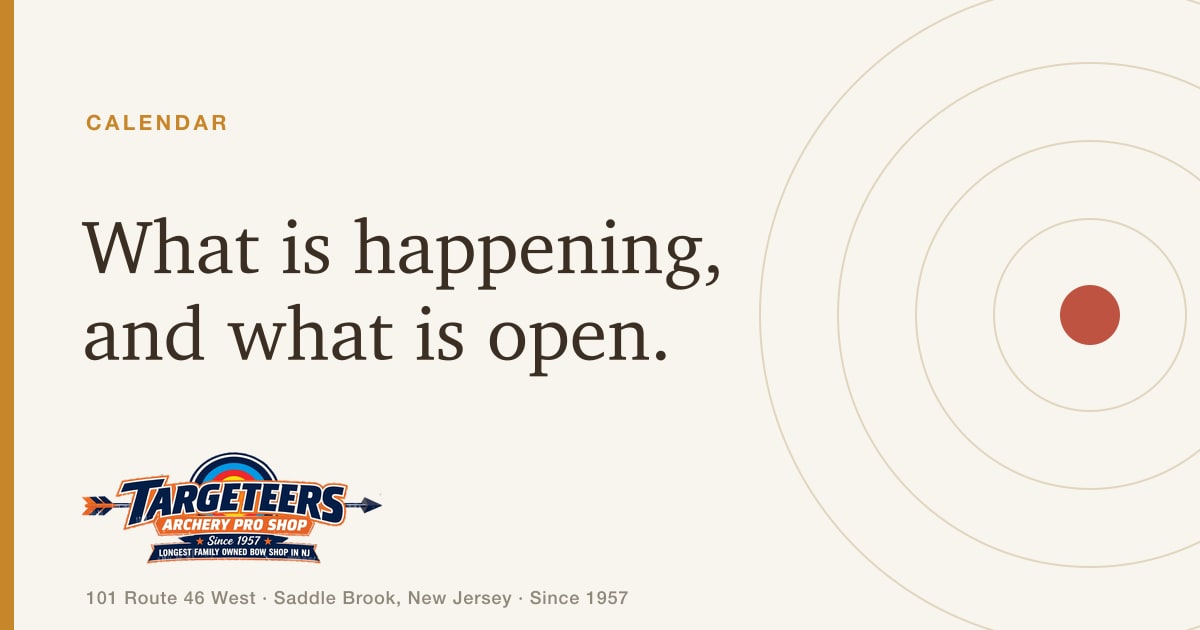 CALENDAR
What is happening,
and what is open.
TARGETEERS
ARCHERY PRO SHOP
Since 1957
LONGEST FAMILY OWNED BOW SHOP IN NJ
101 Route 46 West · Saddle Brook, New Jersey · Since 1957